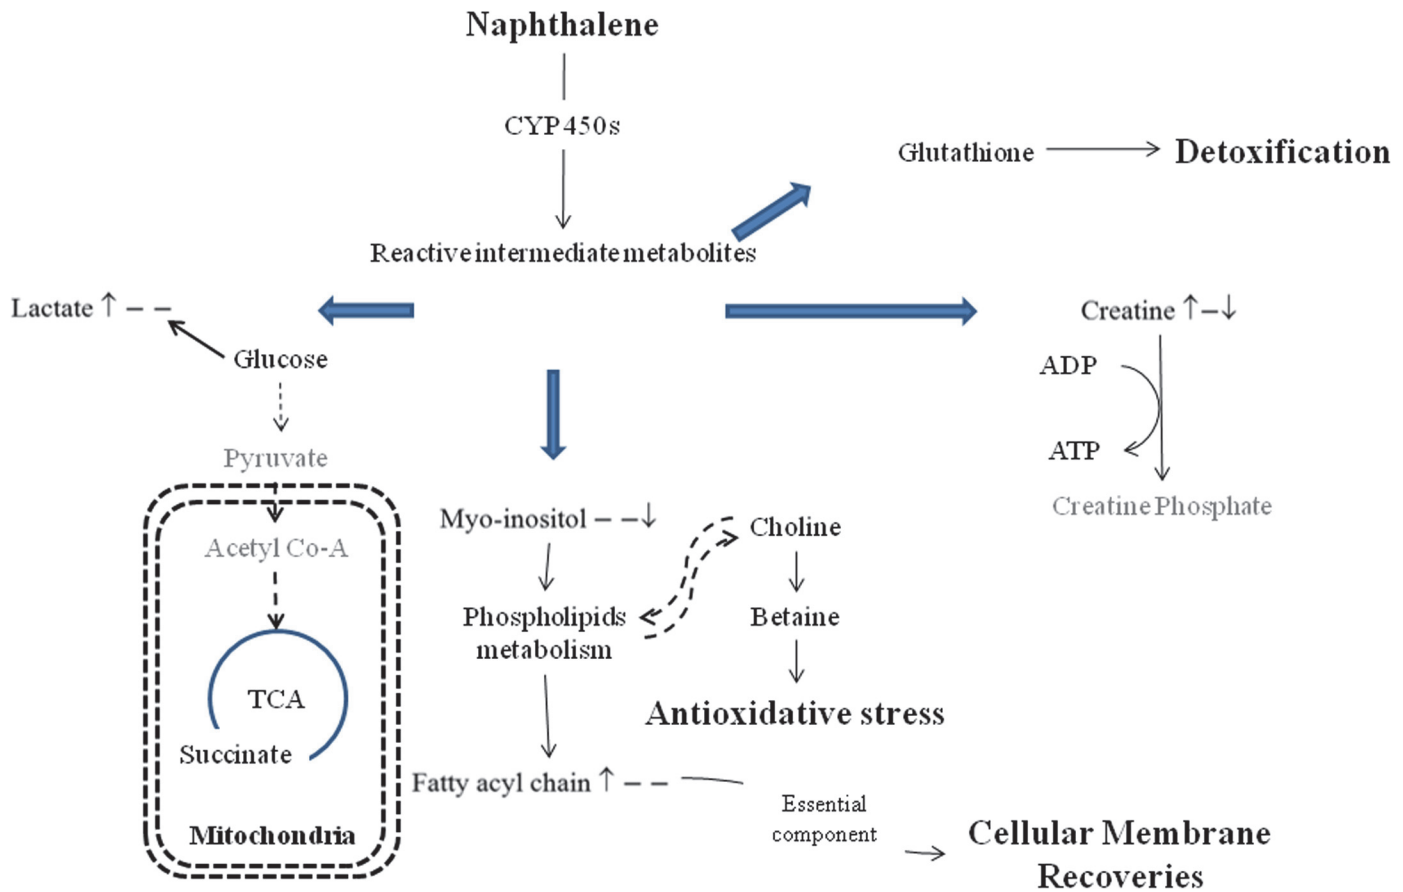 Naphthalene
CYP450s
Glutathione
Detoxification
Reactive intermediate metabolites
Lactate ↑ – –
Creatine ↑–↓
Glucose
ADP
Pyruvate
ATP
Creatine Phosphate
Myo-inositol – –↓
Choline
Acetyl Co-A
Phospholipids
metabolism
Betaine
TCA
Antioxidative stress
Succinate
Fatty acyl chain ↑ – –
Essential
component
Mitochondria
Cellular Membrane
Recoveries